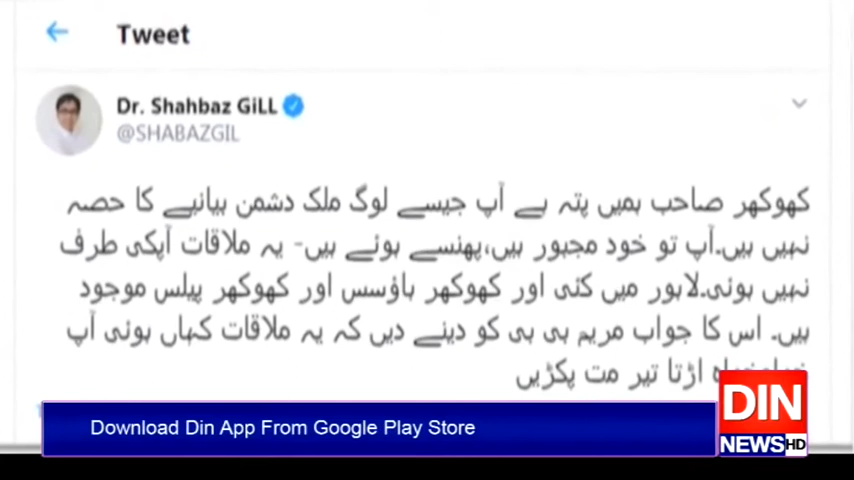 Tweet
Dr. Shahbaz GiLL
@SHABAZGIL
کھوکھر صاحب ہمیں پتہ ہے آپ جیسے لوگ ملک دشمن بیانیے کا حصہ
نہیں ہیں۔آپ تو خود مجبور ہیں،پھنسے ہوئے ہیں- یہ ملاقات آپکی طرف
نہیں ہوئی۔لاہور میں کئی اور کھوکھر ہاؤسس اور کھوکھر پیلس موجود
ہیں۔ اس کا جواب مریم بی بی کو دینے دیں کہ یہ ملاقات کہاں ہوئی آپ
اڑتا تیر مت پکڑیں
Download Din App From Google Play Store
DIN
NEWS HD